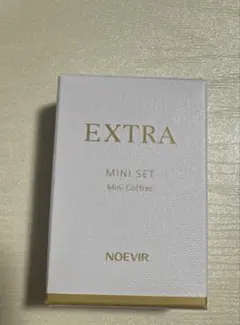 EXTRA
MINI SET
Mini Coffret
NOEVIR